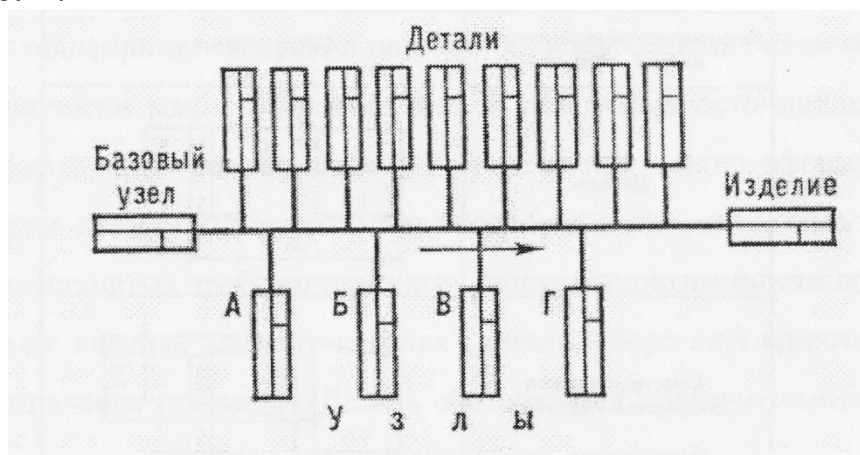 Детали
Базовый
узел
Изделие
А Б В Г
У З Л Ы